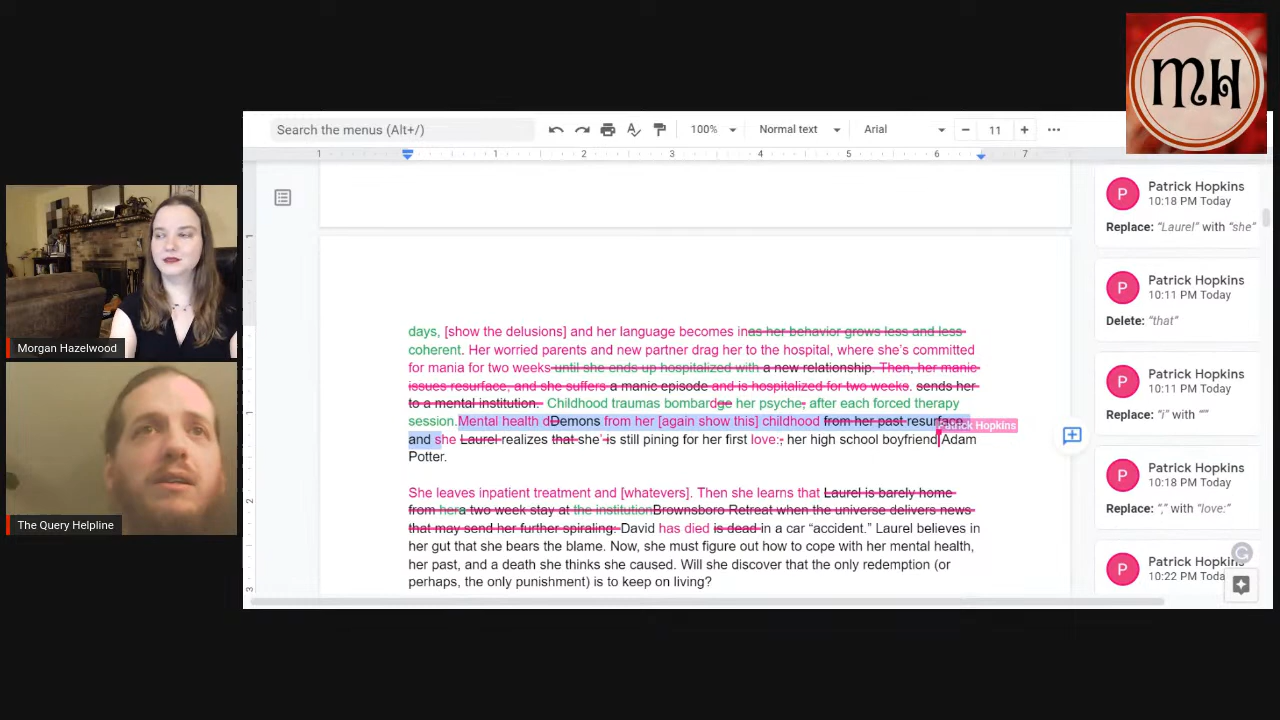 MH
Search the menus (Alt+/)
100%
Normal text
Arial
11
1 1 2 3 4 5 6 7
Patrick Hopkins
10:18 PM Today
Replace: "Laurel" with "she"
Patrick Hopkins
10:11 PM Today
Delete: "that"
Patrick Hopkins
10:11 PM Today
Replace: "i" with ""
Patrick Hopkins
10:18 PM Today
Replace: "," with "love:"
Patrick Hopkins
10:22 PM Today
Morgan Hazelwood
The Query Helpline
days, [show the delusions] and her language becomes inas her behavior grows less and less
coherent. Her worried parents and new partner drag her to the hospital, where she's committed
for mania for two weeks until she ends up hospitalized with a new relationship. Then, her manic
issues resurface, and she suffers a manic episode and is hospitalized for two weeks. sends her
to a mental institution. Childhood traumas bombardge her psyche, after each forced therapy
session.Mental health dDemons from her [again show this] childhood from her past resurface,
Patrick Hopkins
and she Laurel realizes that she's is still pining for her first love:, her high school boyfriend Adam
Potter.
She leaves inpatient treatment and [whatevers]. Then she learns that Laurel is barely home
from hera two week stay at the institutionBrownsboro Retreat when the universe delivers news
that may send her further spiraling: David has died is dead in a car "accident." Laurel believes in
her gut that she bears the blame. Now, she must figure out how to cope with her mental health,
her past, and a death she thinks she caused. Will she discover that the only redemption (or
perhaps, the only punishment) is to keep on living?